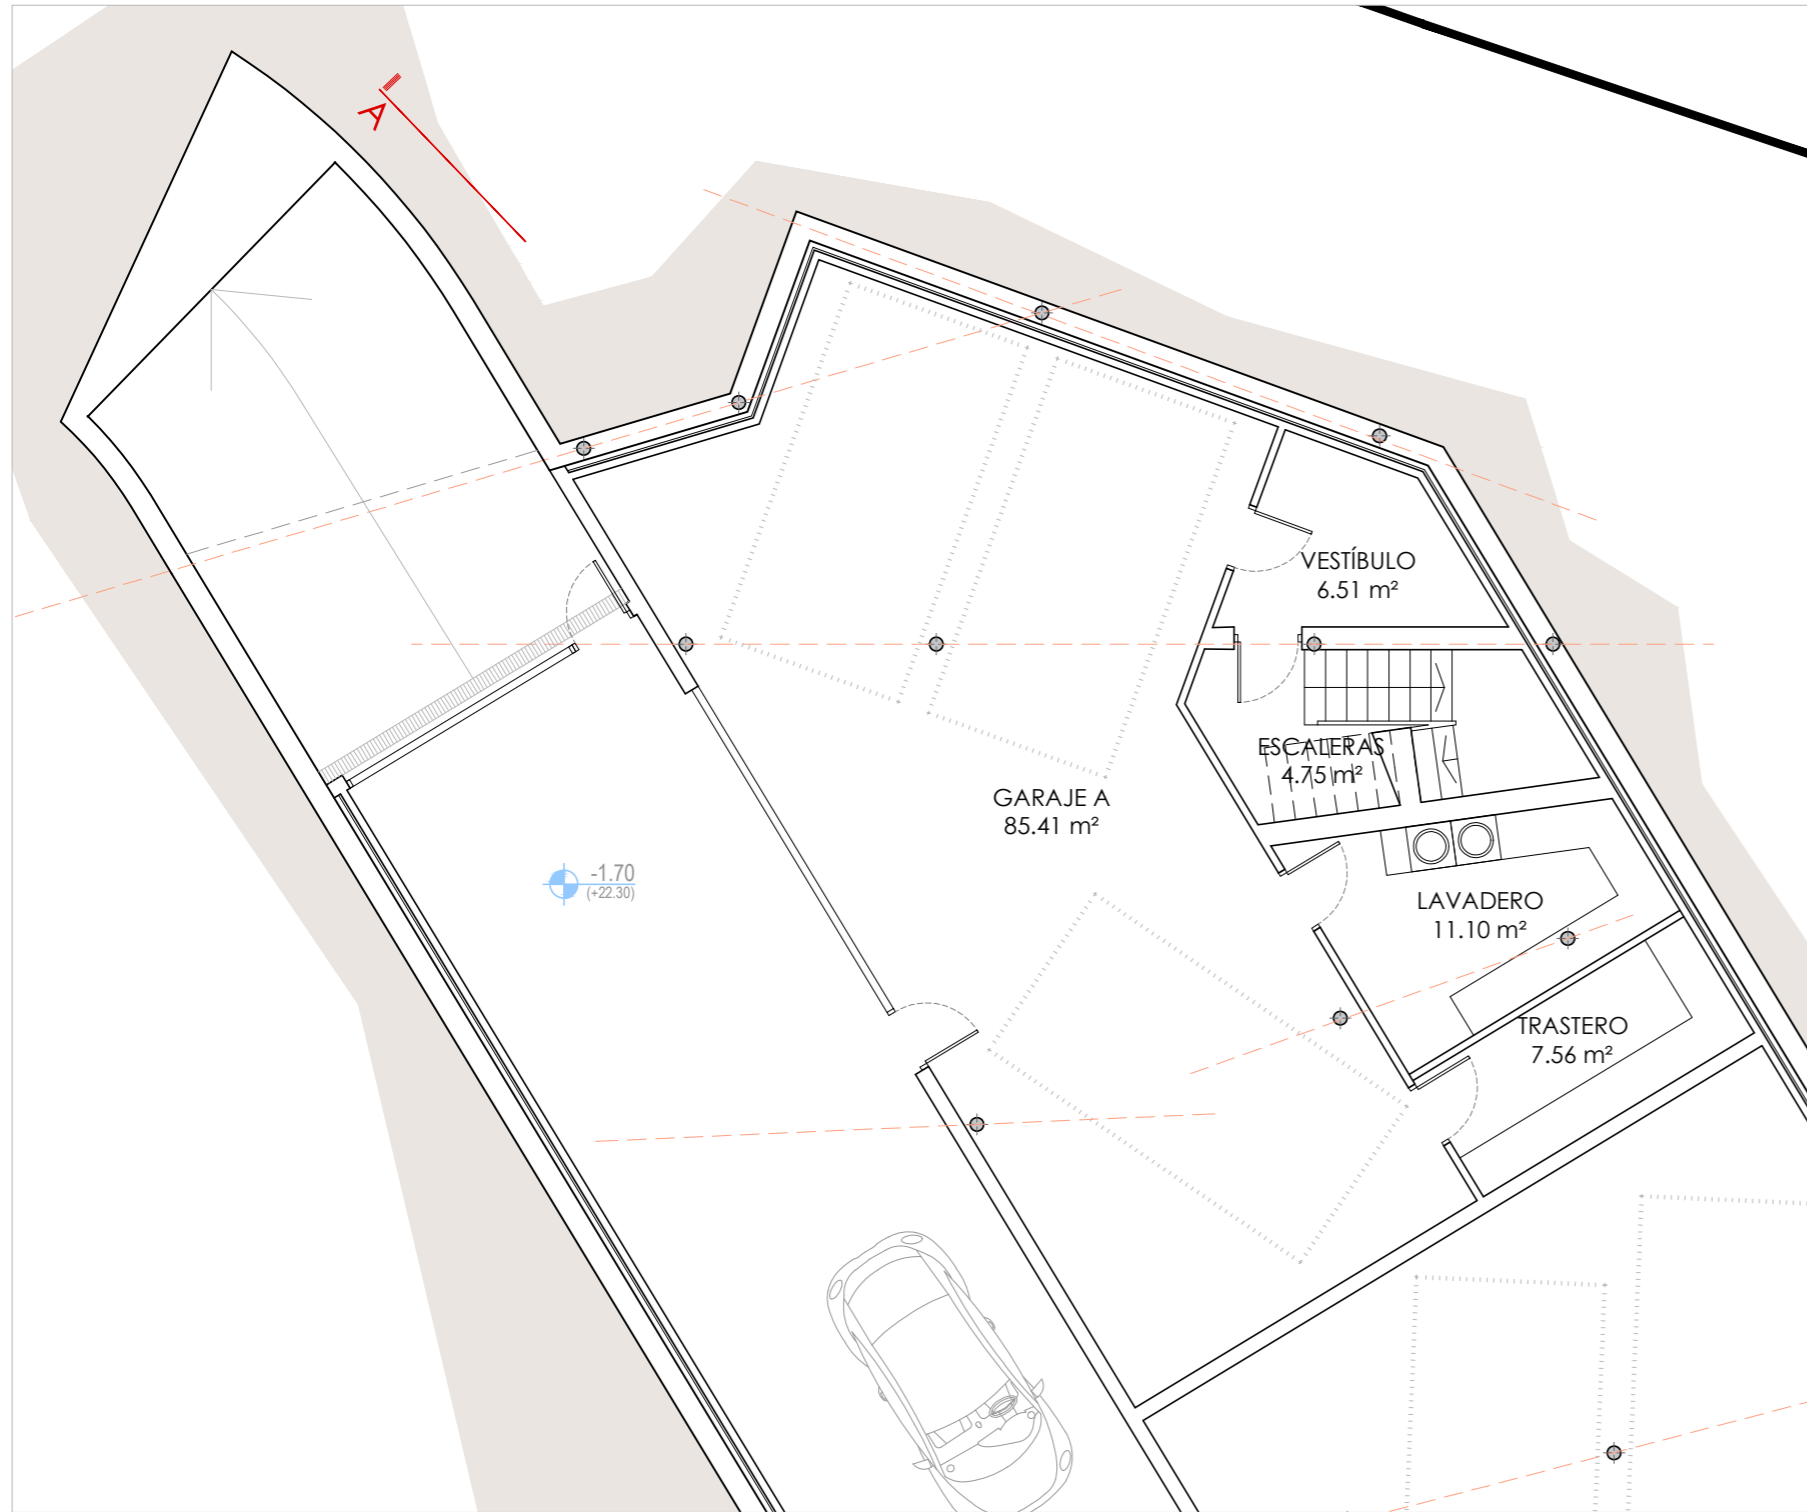 A
VESTÍBULO
6.51 m²
ESCALERAS
4.75 m²
GARAJE A
85.41 m²
-1.70
(+22.30)
LAVADERO
11.10 m²
TRASTERO
7.56 m²